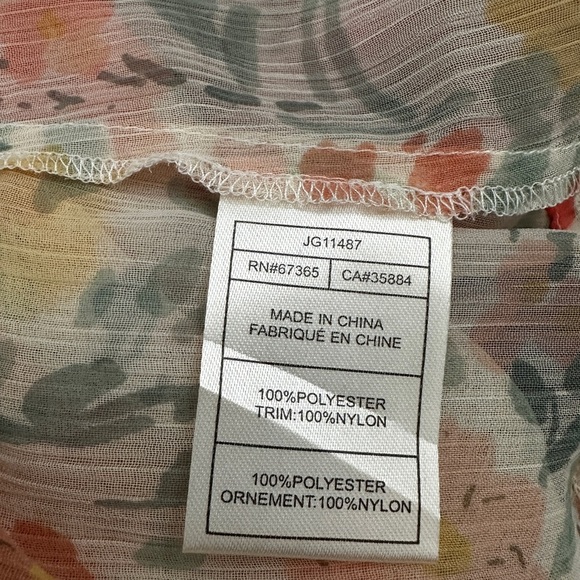 JG11487
RN#67365 CA#35884
MADE IN CHINA
FABRIQUÉ EN CHINE
100%POLYESTER
TRIM:100%NYLON
100%POLYESTER
ORNEMENT:100%NYLON